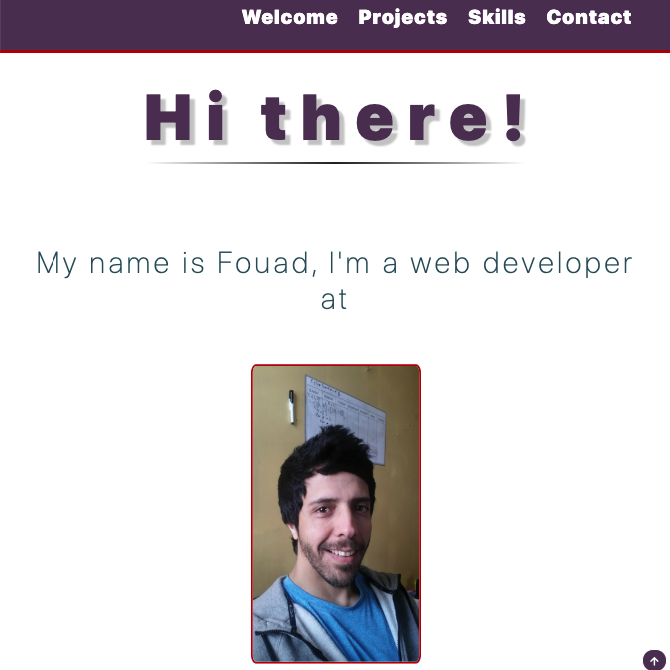 Welcome Projects Skills Contact
Hi there!
My name is Fouad, I'm a web developer
at